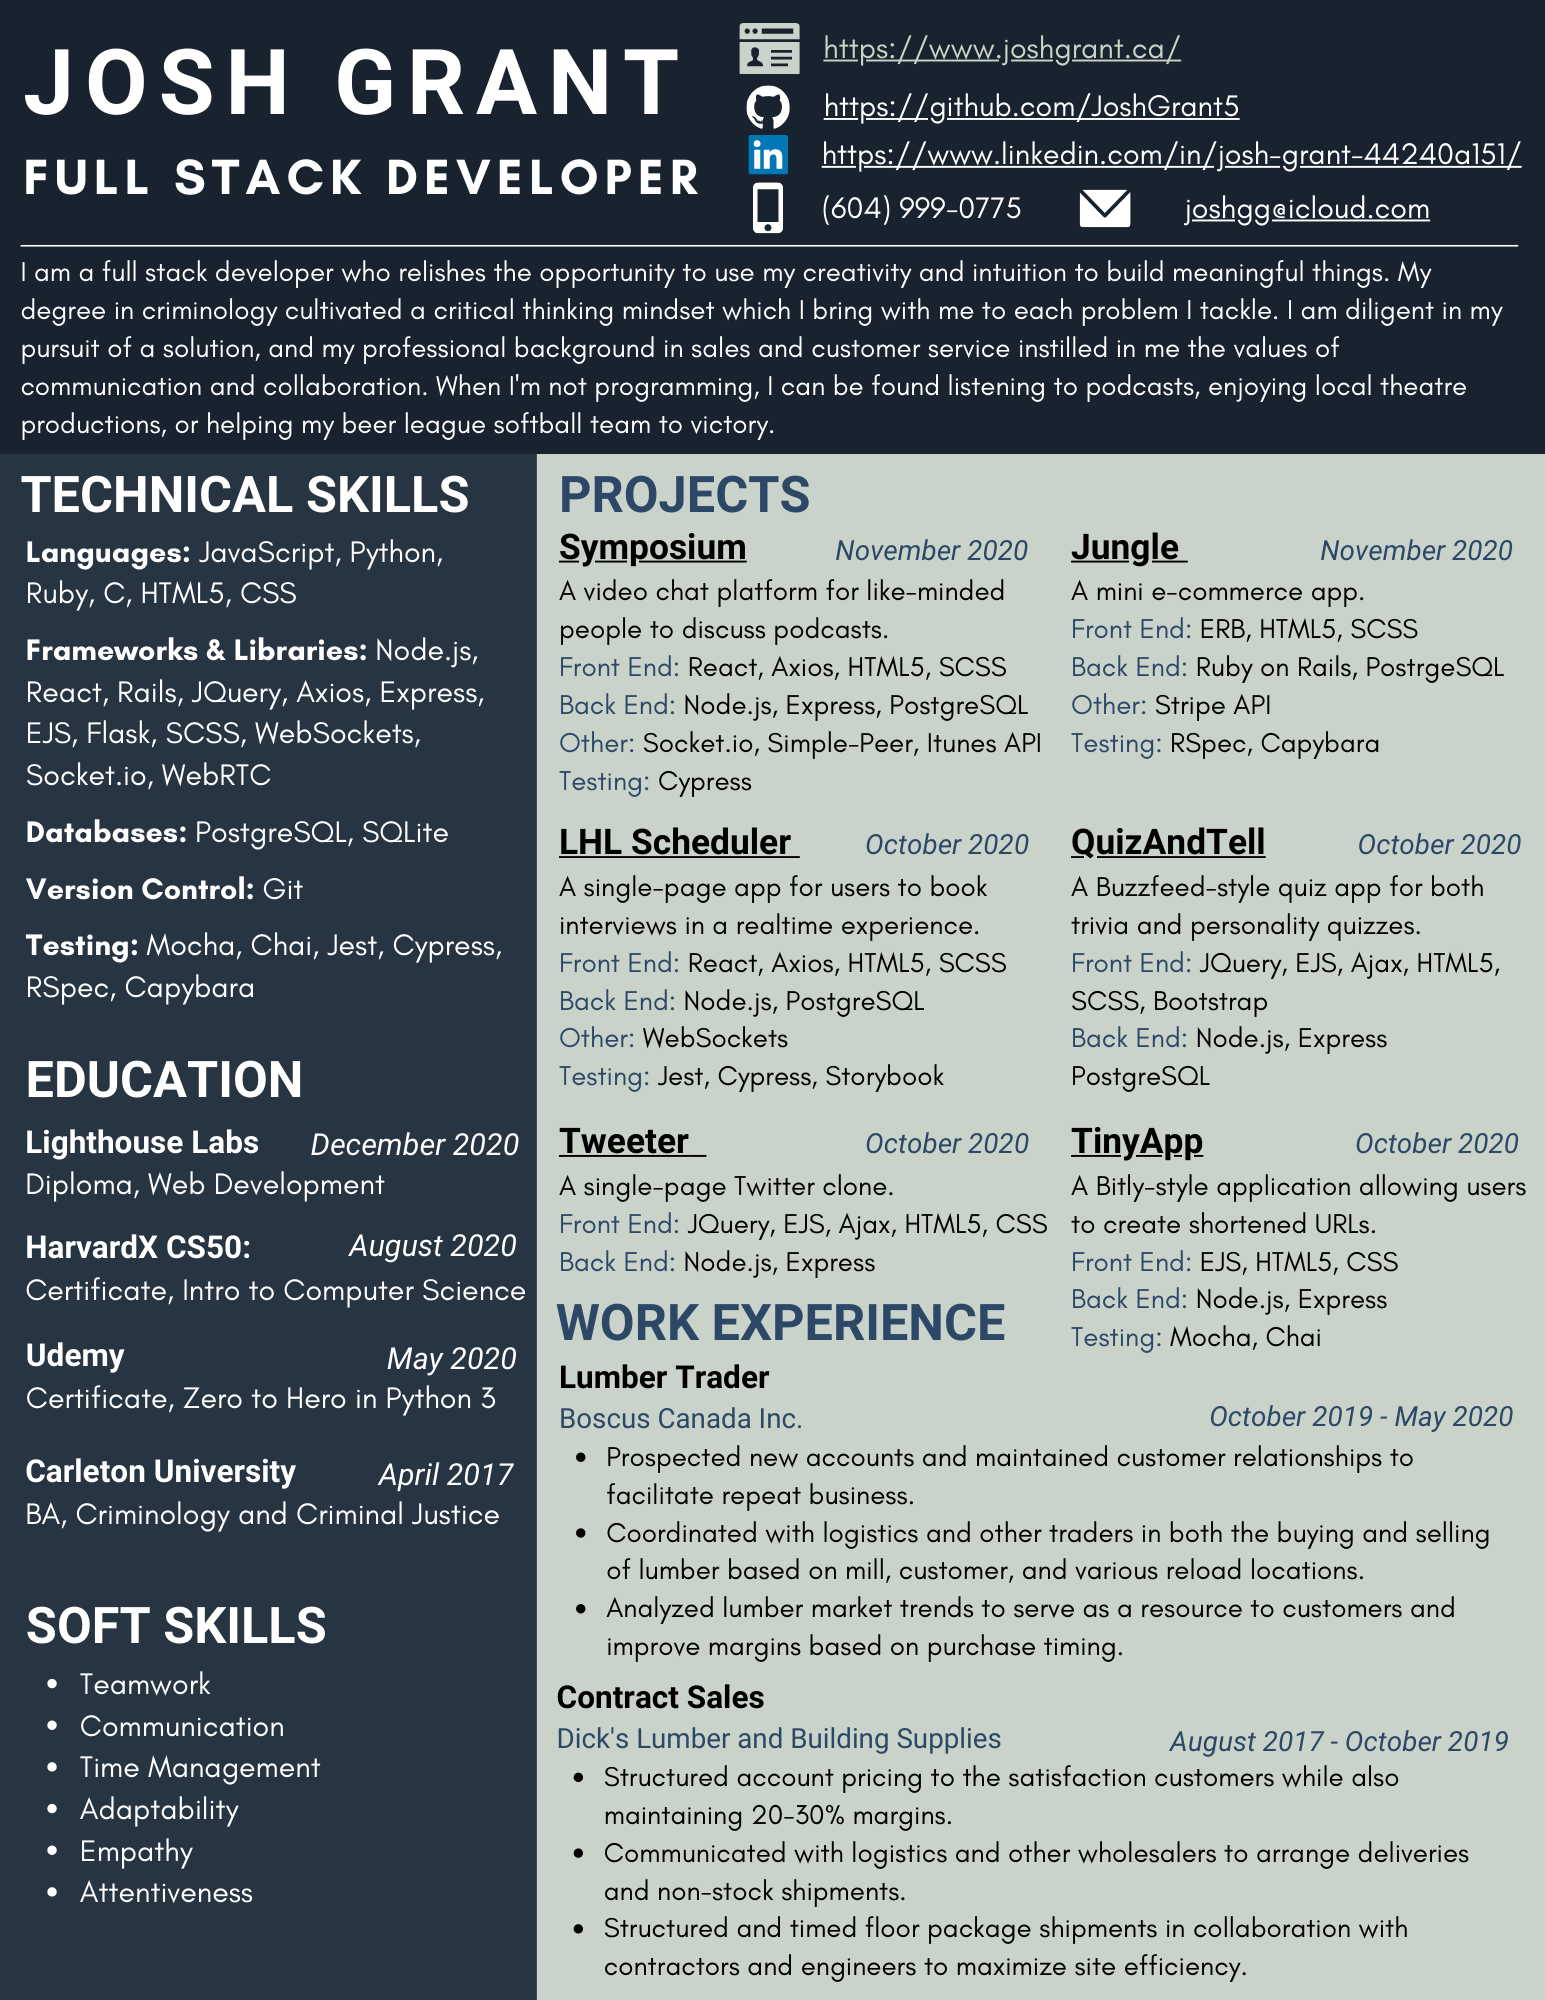 JOSH GRANT
FULL STACK DEVELOPER
https://www.joshgrant.ca/
https://github.com/JoshGrant5
https://www.linkedin.com/in/josh-grant-44240a151/
(604) 999-0775 joshgg@icloud.com
I am a full stack developer who relishes the opportunity to use my creativity and intuition to build meaningful things. My
degree in criminology cultivated a critical thinking mindset which I bring with me to each problem I tackle. I am diligent in my
pursuit of a solution, and my professional background in sales and customer service instilled in me the values of
communication and collaboration. When I'm not programming, I can be found listening to podcasts, enjoying local theatre
productions, or helping my beer league softball team to victory.
TECHNICAL SKILLS
Languages: JavaScript, Python,
Ruby, C, HTML5, CSS
Frameworks & Libraries: Node.js,
React, Rails, JQuery, Axios, Express,
EJS, Flask, SCSS, WebSockets,
Socket.io, WebRTC
Databases: PostgreSQL, SQLite
Version Control: Git
Testing: Mocha, Chai, Jest, Cypress,
RSpec, Capybara
EDUCATION
Lighthouse Labs December 2020
Diploma, Web Development
HarvardX CS50: August 2020
Certificate, Intro to Computer Science
Udemy May 2020
Certificate, Zero to Hero in Python 3
Carleton University April 2017
BA, Criminology and Criminal Justice
SOFT SKILLS
• Teamwork
• Communication
• Time Management
• Adaptability
• Empathy
• Attentiveness
PROJECTS
Symposium November 2020
A video chat platform for like-minded
people to discuss podcasts.
Front End: React, Axios, HTML5, SCSS
Back End: Node.js, Express, PostgreSQL
Other: Socket.io, Simple-Peer, Itunes API
Testing: Cypress
Jungle November 2020
A mini e-commerce app.
Front End: ERB, HTML5, SCSS
Back End: Ruby on Rails, PostrgeSQL
Other: Stripe API
Testing: RSpec, Capybara
LHL Scheduler October 2020
A single-page app for users to book
interviews in a realtime experience.
Front End: React, Axios, HTML5, SCSS
Back End: Node.js, PostgreSQL
Other: WebSockets
Testing: Jest, Cypress, Storybook
QuizAndTell October 2020
A Buzzfeed-style quiz app for both
trivia and personality quizzes.
Front End: JQuery, EJS, Ajax, HTML5,
SCSS, Bootstrap
Back End: Node.js, Express
PostgreSQL
Tweeter October 2020
A single-page Twitter clone.
Front End: JQuery, EJS, Ajax, HTML5, CSS
Back End: Node.js, Express
TinyApp October 2020
A Bitly-style application allowing users
to create shortened URLs.
Front End: EJS, HTML5, CSS
Back End: Node.js, Express
Testing: Mocha, Chai
WORK EXPERIENCE
Lumber Trader
Boscus Canada Inc. October 2019 - May 2020
• Prospected new accounts and maintained customer relationships to
facilitate repeat business.
• Coordinated with logistics and other traders in both the buying and selling
of lumber based on mill, customer, and various reload locations.
• Analyzed lumber market trends to serve as a resource to customers and
improve margins based on purchase timing.
Contract Sales
Dick's Lumber and Building Supplies August 2017 - October 2019
• Structured account pricing to the satisfaction customers while also
maintaining 20-30% margins.
• Communicated with logistics and other wholesalers to arrange deliveries
and non-stock shipments.
• Structured and timed floor package shipments in collaboration with
contractors and engineers to maximize site efficiency.